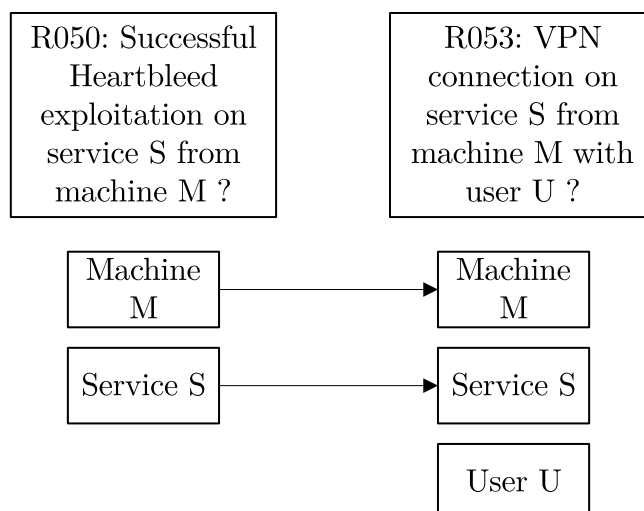 R050: Successful
Heartbleed
exploitation on
service S from
machine M ?
R053: VPN
connection on
service S from
machine M with
user U ?
Machine
M
Machine
M
Service S
Service S
User U